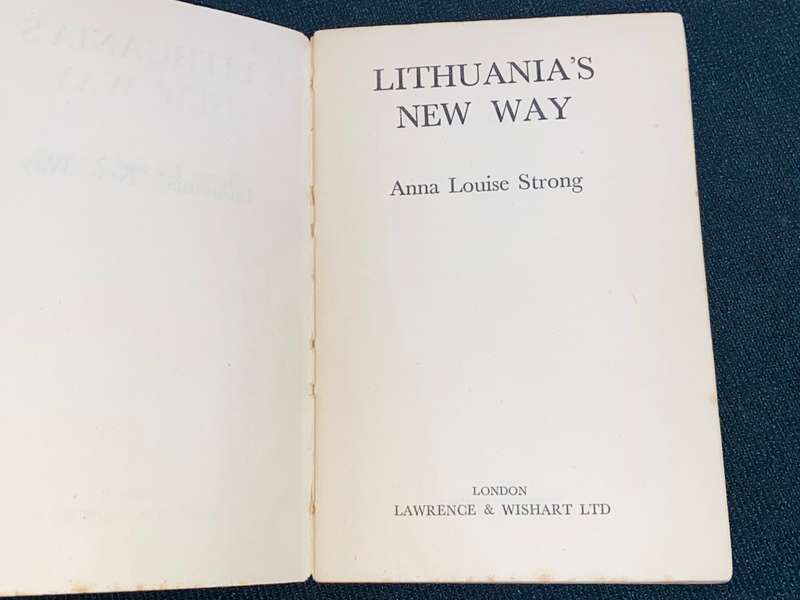 LITHUANIA'S
NEW WAY
Anna Louise Strong
LONDON
LAWRENCE & WISHART LTD